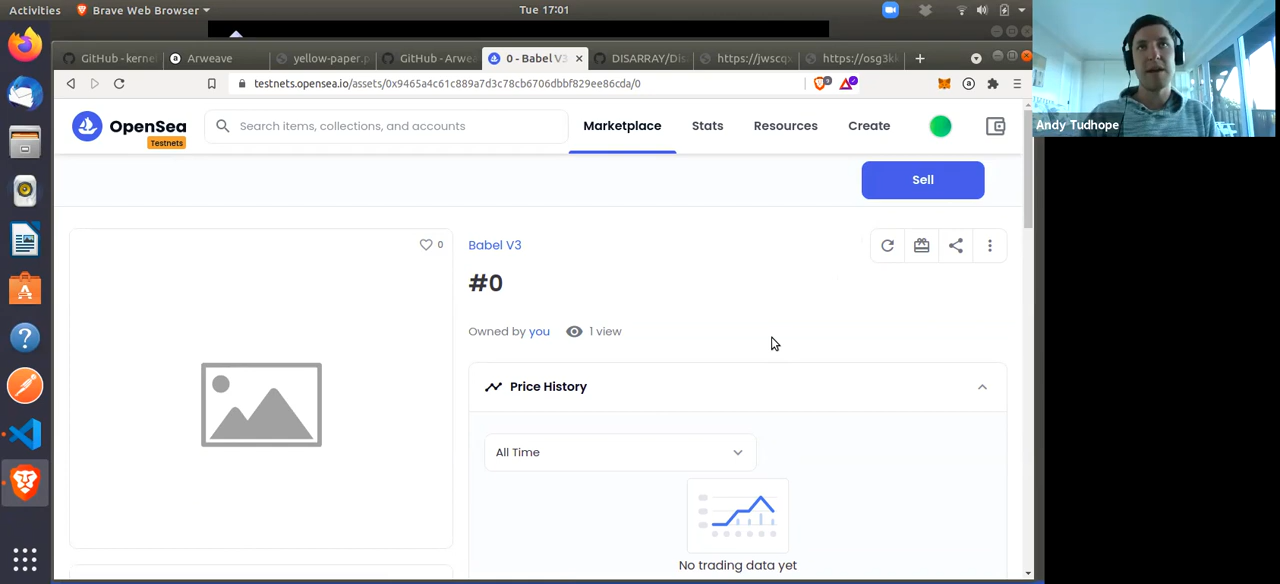 Activities
Brave Web Browser
Tue 17:01
GitHub - kerne
Arweave
yellow-paper.p
GitHub - Arwe
0 - Babel V3
DISARRAY/Dis
https://jwscqx
https://osg3kk
testnets.opensea.io/assets/0x9465a4c61c889a7d3c78cb6706dbbf829ee86cda/0
OpenSea
Testnets
Search items, collections, and accounts
Marketplace
Stats
Resources
Create
Andy Tudhope
Sell
0
Babel V3
#0
Owned by you
1 view
Price History
All Time
No trading data yet